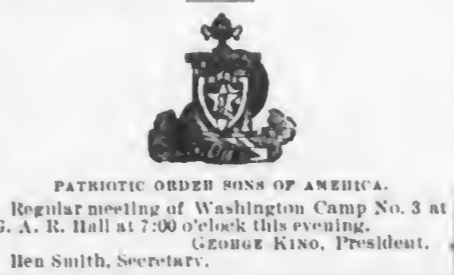 PATRIOTIC ORDER SONS OF AMERICA.
Regular meeting of Washington Camp No. 3 at
G. A. R. Hall at 7:00 o'clock this evening.
GEORGE KING, President.
Ben Smith, Secretary.